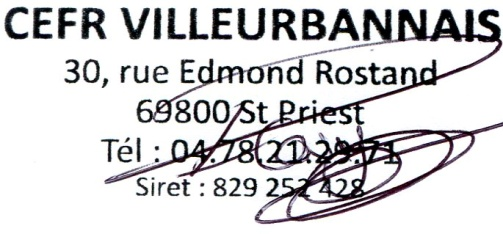 CEFR VILLEURBANNAIS
30, rue Edmond Rostand
69800 St Priest
Tél : 04.78.21.29.71
Siret : 829 252 428